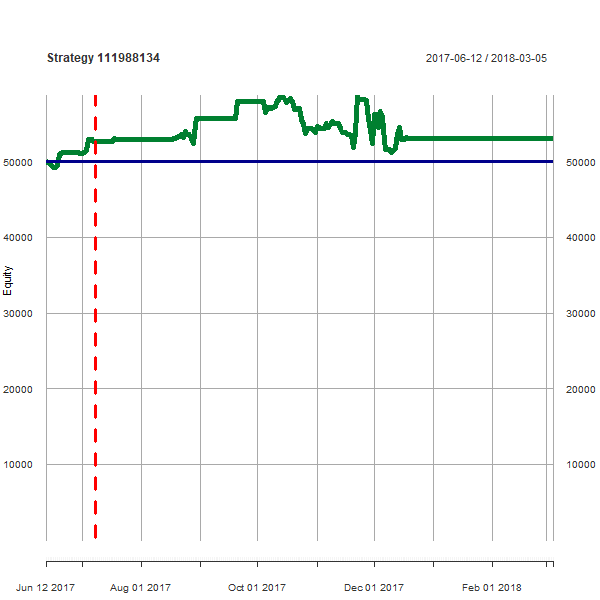 Strategy 111988134
2017-06-12 / 2018-03-05
50000 50000
40000 40000
Equity
30000 30000
20000 20000
10000 10000
Jun 12 2017 Aug 01 2017 Oct 01 2017 Dec 01 2017 Feb 01 2018